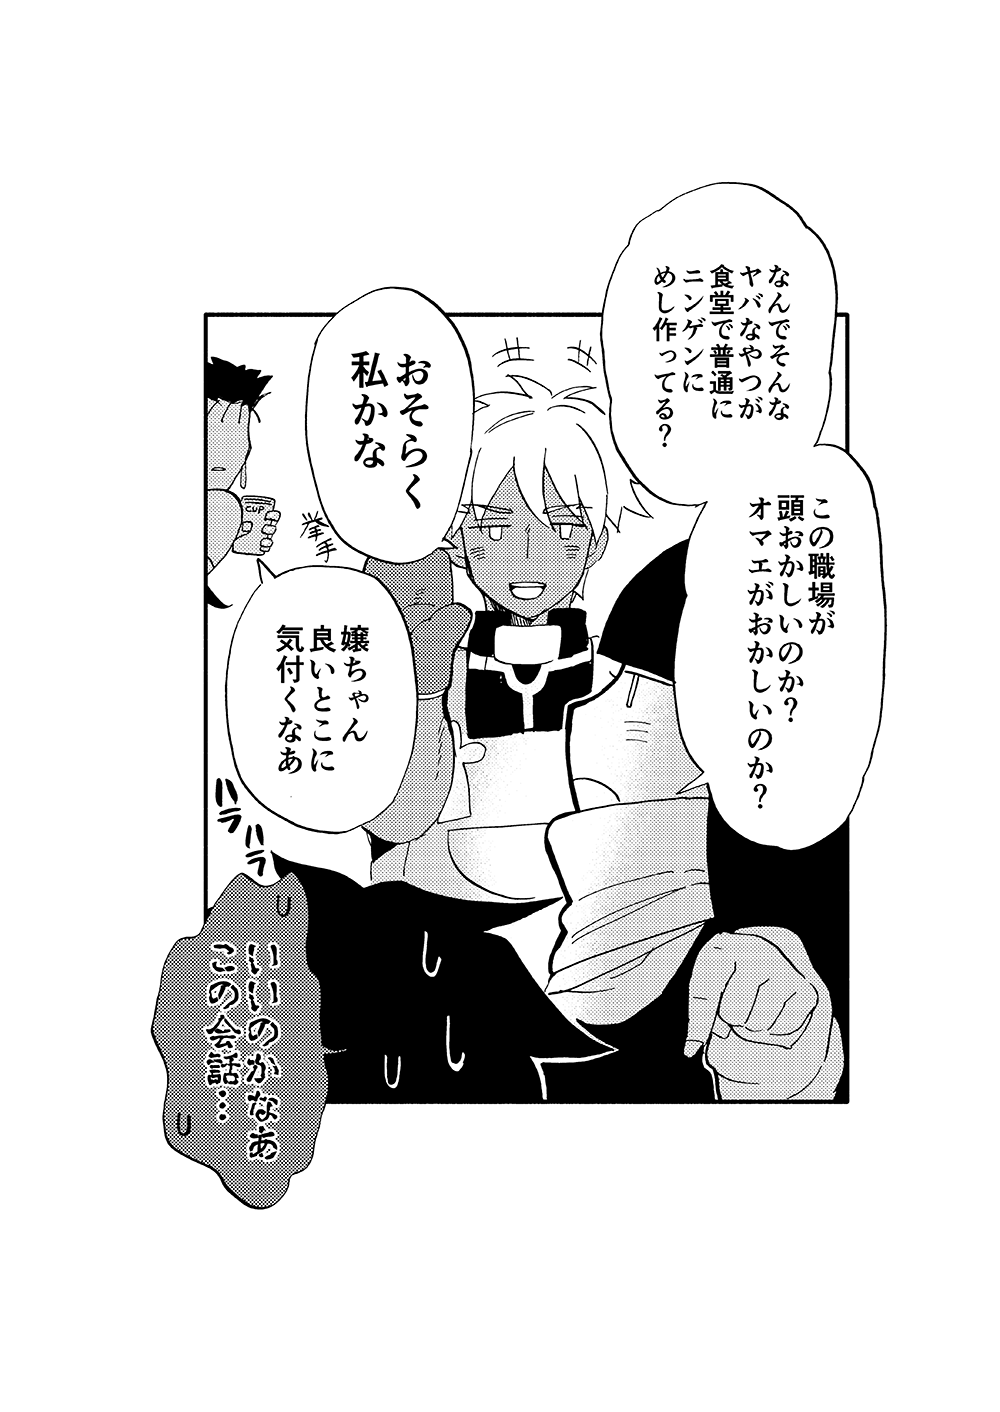 なんでそんな
ヤバなやつが
食堂で普通に
ニンゲンに
めし作ってる？
この職場が
頭おかしいのか？
オマエがおかしいのか？
おそらく
私かな
挙手
CUP
嬢ちゃん
良いとこに
気付くなあ
ハラ
ハラ
いいのかなあ
この会話…